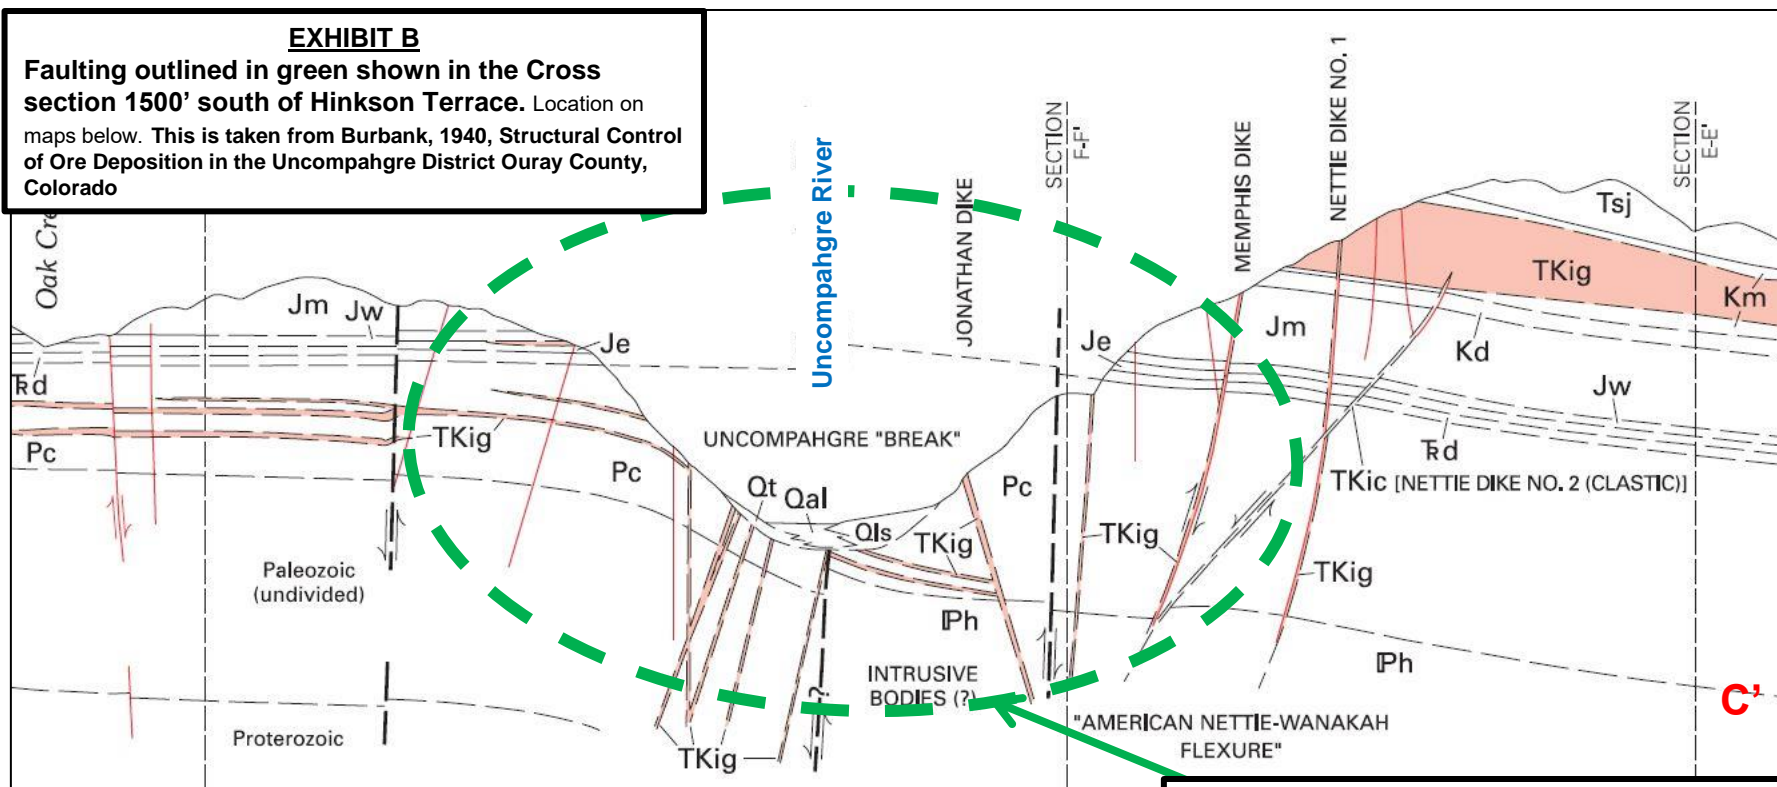 EXHIBIT B
Faulting outlined in green shown in the Cross
section 1500’ south of Hinkson Terrace. Location on
maps below. This is taken from Burbank, 1940, Structural Control
of Ore Deposition in the Uncompahgre District Ouray County,
Colorado
Oak Cre
Uncompahgre River
JONATHAN DIKE
SECTION
F-F'
MEMPHIS DIKE
NETTIE DIKE NO. 1
SECTION
E-E'
Tsj
TKig
Km
Jm
Jw
Je
Je
Jm
Kd
Jw
T͟Rd
Pc
TKig
UNCOMPAHGRE "BREAK"
Pc
Pc
T͟Rd
TKic [NETTIE DIKE NO. 2 (CLASTIC)]
Qt
Qal
Qls
TKig
TKig
TKig
Paleozoic
(undivided)
ℙh
ℙh
INTRUSIVE
BODIES (?)
?
C’
"AMERICAN NETTIE-WANAKAH
FLEXURE"
Proterozoic
TKig